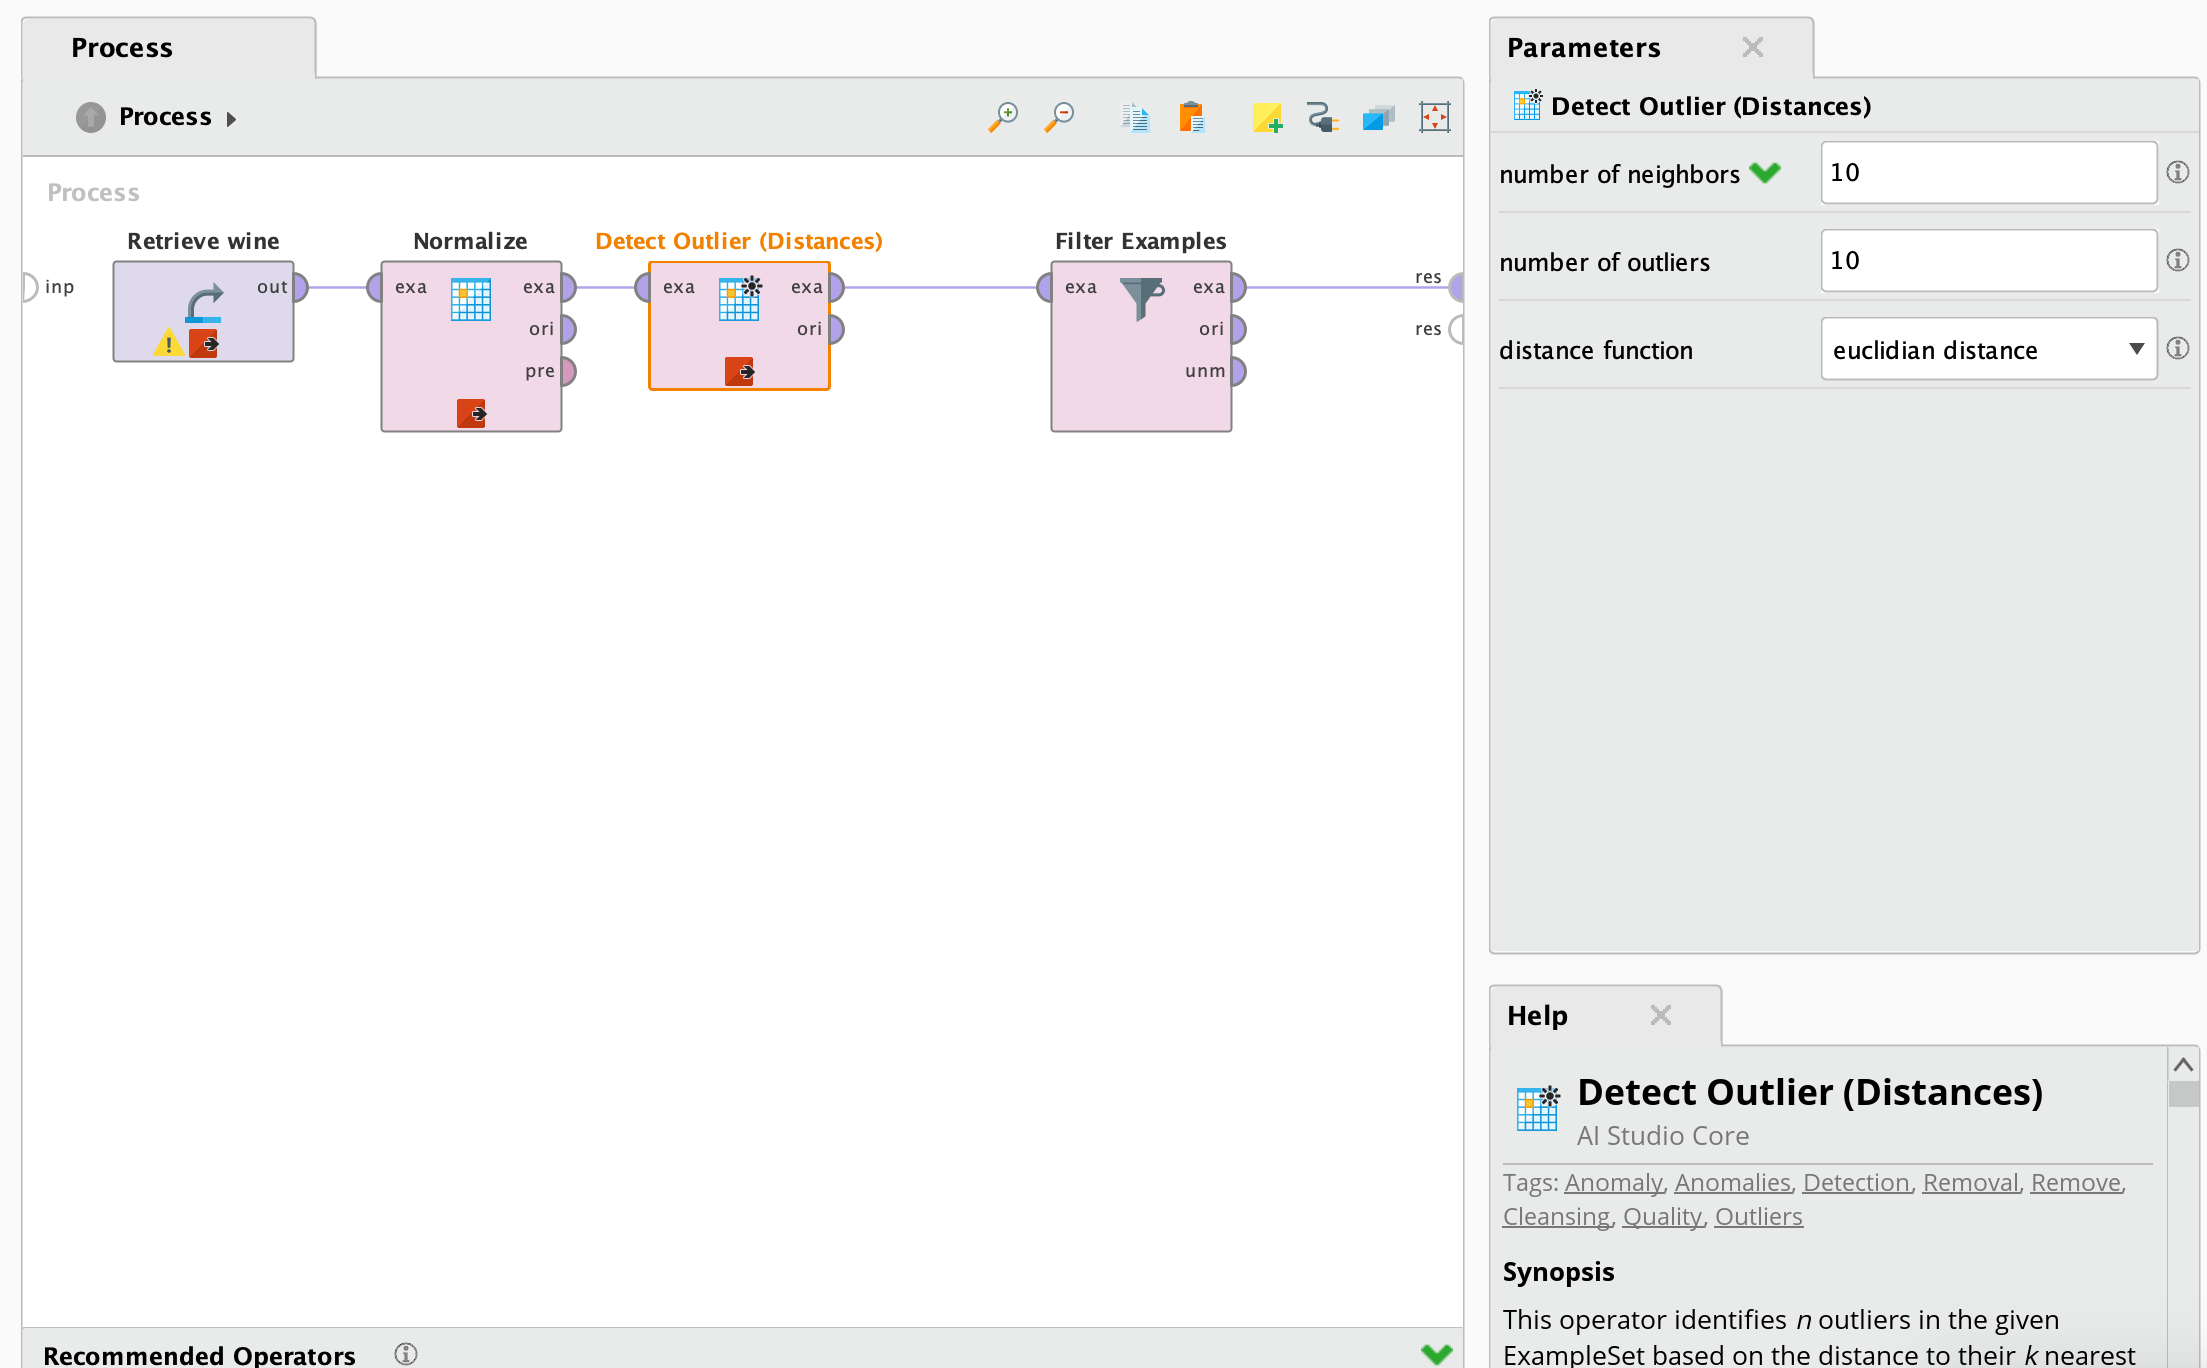 Process
Process
Process
Retrieve wine
Normalize
Detect Outlier (Distances)
Filter Examples
inp
out
exa
exa
ori
pre
exa
exa
ori
exa
exa
ori
unm
res
res
Recommended Operators
Parameters
Detect Outlier (Distances)
number of neighbors 10
number of outliers 10
distance function euclidian distance
Help
Detect Outlier (Distances)
AI Studio Core
Tags: Anomaly, Anomalies, Detection, Removal, Remove,
Cleansing, Quality, Outliers
Synopsis
This operator identifies n outliers in the given
ExampleSet based on the distance to their k nearest